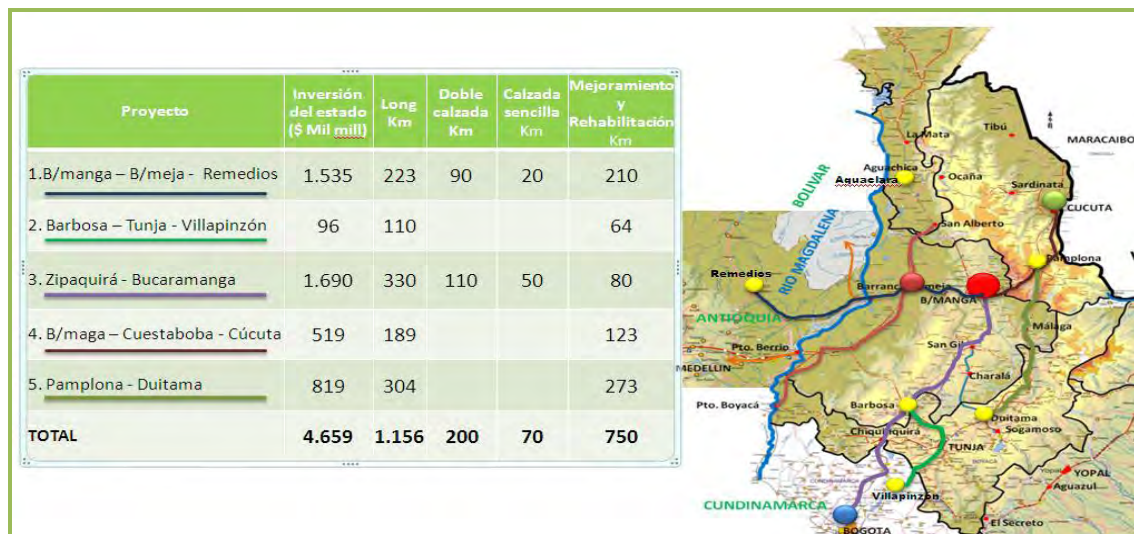 Proyecto
Inversión
del estado
($ Mil mill)
Long
Km
Doble
calzada
Km
Calzada
sencilla
Km
Mejoramiento
y
Rehabilitación
Km
1.B/manga – B/meja - Remedios 1.535 223 90 20 210
2. Barbosa – Tunja - Villapinzón 96 110 64
3. Zipaquirá - Bucaramanga 1.690 330 110 50 80
4. B/maga – Cuestaboba - Cúcuta 519 189 123
5. Pamplona - Duitama 819 304 273
TOTAL 4.659 1.156 200 70 750
La Mata
Tibú
MARACAIBO
Aguachica
Aguaclara
Ocaña
Sardinata
BOLIVAR
CUCUTA
RIO MAGDALENA
San Alberto
Pamplona
Remedios
B/MANGA
ANTIOQUIA
Málaga
Pto. Berrio
San Gil
MEDELLIN
Charalá
Pto. Boyacá
Barbosa
Duitama
Chiquinquirá
Sogamoso
TUNJA
YOPAL
Aguazul
Villapinzón
CUNDINAMARCA
El Secreto
BOGOTA